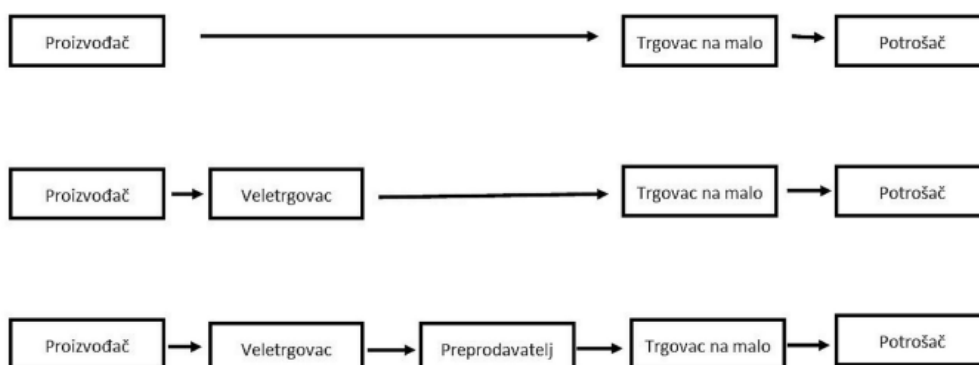 Proizvođač
Trgovac na malo
Potrošač
Proizvođač
Veletrgovac
Trgovac na malo
Potrošač
Proizvođač
Veletrgovac
Preprodavatelj
Trgovac na malo
Potrošač